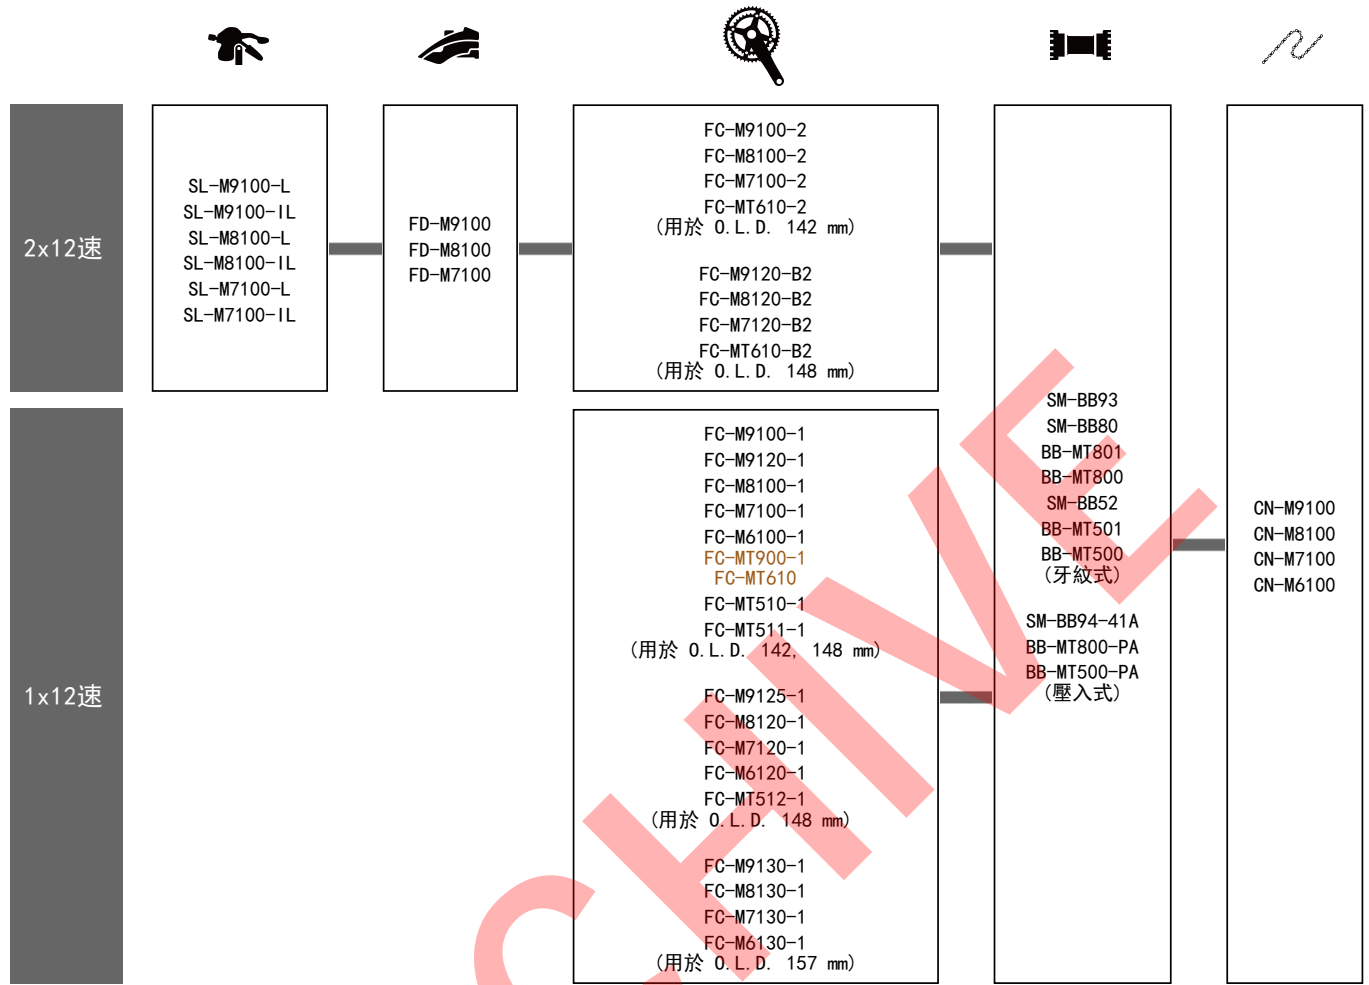 2x12速
SL-M9100-L
SL-M9100-IL
SL-M8100-L
SL-M8100-IL
SL-M7100-L
SL-M7100-IL
FD-M9100
FD-M8100
FD-M7100
FC-M9100-2
FC-M8100-2
FC-M7100-2
FC-MT610-2
(用於 O.L.D. 142 mm)
FC-M9120-B2
FC-M8120-B2
FC-M7120-B2
FC-MT610-B2
(用於 O.L.D. 148 mm)
1x12速
FC-M9100-1
FC-M9120-1
FC-M8100-1
FC-M7100-1
FC-M6100-1
FC-MT900-1
FC-MT610
FC-MT510-1
FC-MT511-1
(用於 O.L.D. 142, 148 mm)
FC-M9125-1
FC-M8120-1
FC-M7120-1
FC-M6120-1
FC-MT512-1
(用於 O.L.D. 148 mm)
FC-M9130-1
FC-M8130-1
FC-M7130-1
FC-M6130-1
(用於 O.L.D. 157 mm)
SM-BB93
SM-BB80
BB-MT801
BB-MT800
SM-BB52
BB-MT501
BB-MT500
(牙紋式)
SM-BB94-41A
BB-MT800-PA
BB-MT500-PA
(壓入式)
CN-M9100
CN-M8100
CN-M7100
CN-M6100
CHIVE